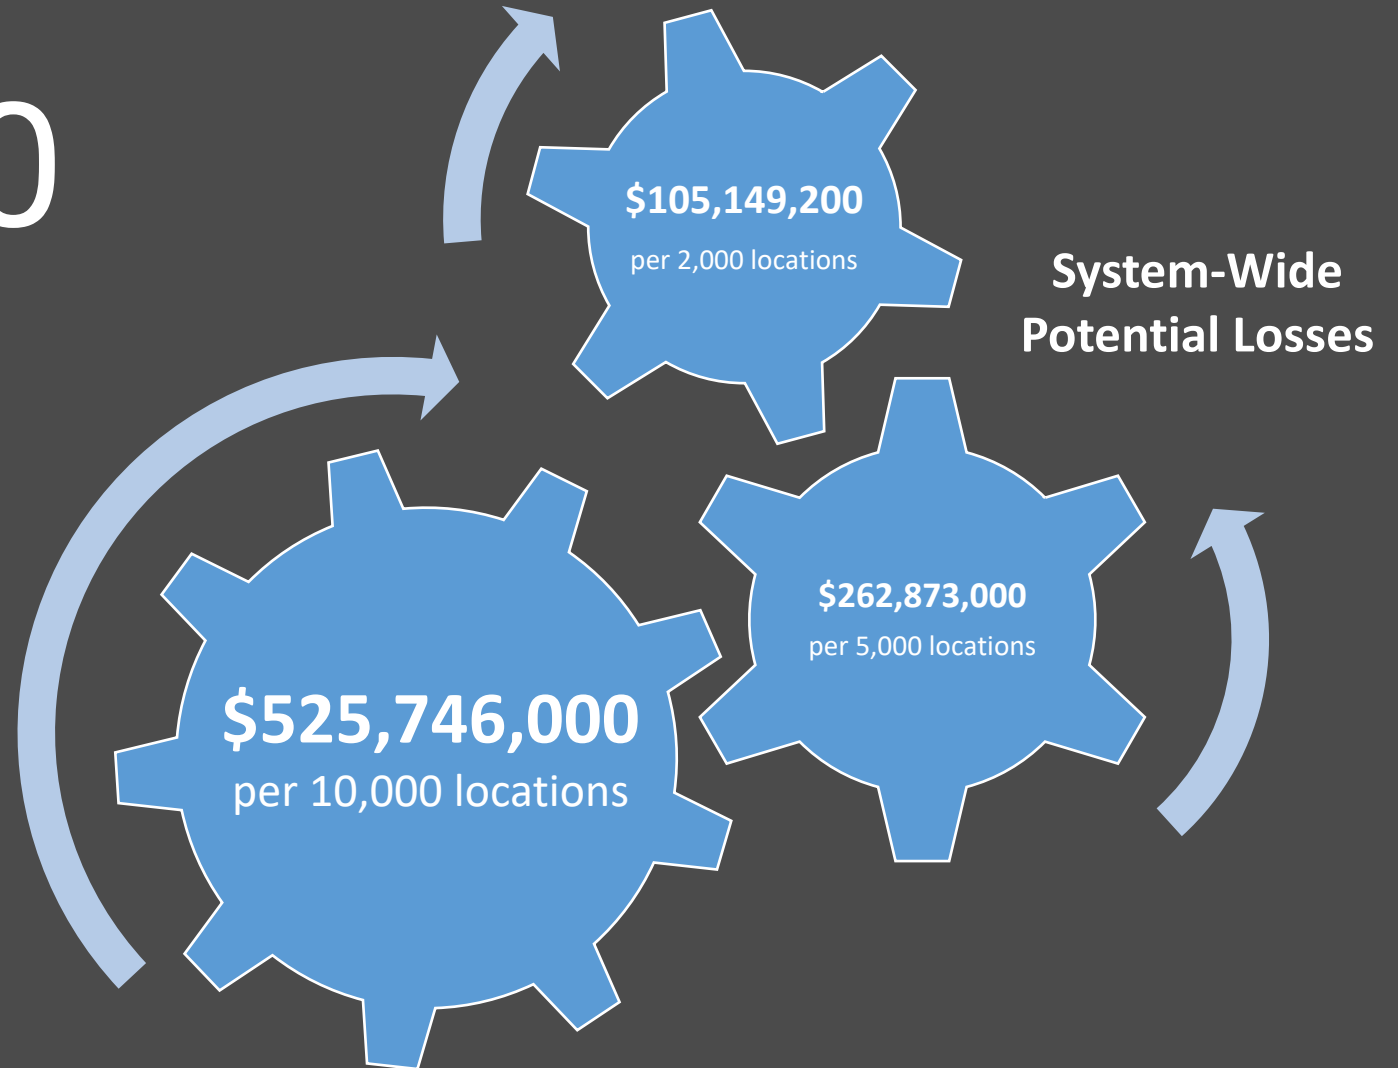 0
$105,149,200
per 2,000 locations
System-Wide
Potential Losses
$262,873,000
per 5,000 locations
$525,746,000
per 10,000 locations